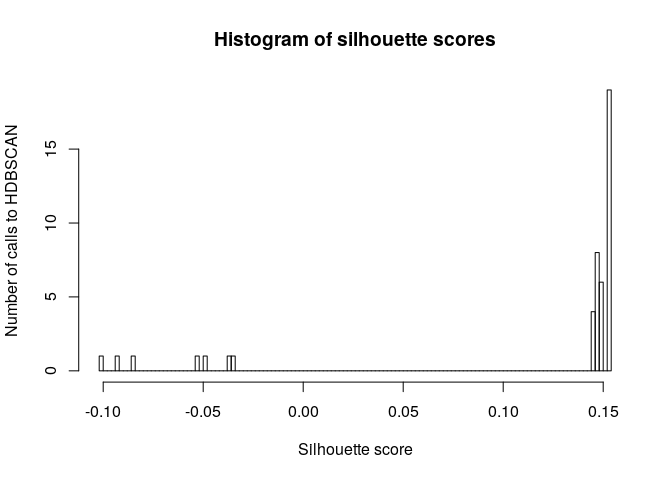 Histogram of silhouette scores
Number of calls to HDBSCAN
15
10
5
0
-0.10 -0.05 0.00 0.05 0.10 0.15
Silhouette score